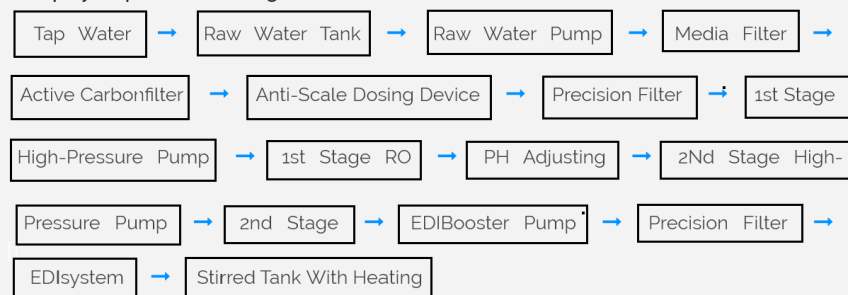 Tap Water → Raw Water Tank → Raw Water Pump → Media Filter →
Active Carbonfilter → Anti-Scale Dosing Device → Precision Filter → 1st Stage
High-Pressure Pump → 1st Stage RO → PH Adjusting → 2Nd Stage High-
Pressure Pump → 2nd Stage → EDIBooster Pump → Precision Filter →
EDIsystem → Stirred Tank With Heating